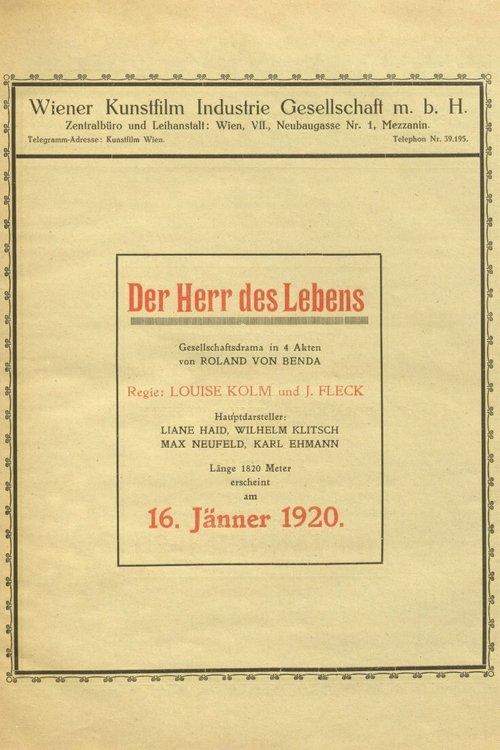 Wiener Kunstfilm Industrie Gesellschaft m. b. H.
Zentralbüro und Leihanstalt: Wien, VII., Neubaugasse Nr. 1, Mezzanin.
Telegramm-Adresse: Kunstfilm Wien. Telephon Nr. 39.195.
Der Herr des Lebens
Gesellschaftsdrama in 4 Akten
von ROLAND VON BENDA
Regie: LOUISE KOLM und J. FLECK
Hauptdarsteller:
LIANE HAID, WILHELM KLITSCH
MAX NEUFELD, KARL EHMANN
Länge 1820 Meter
erscheint
am
16. Jänner 1920.